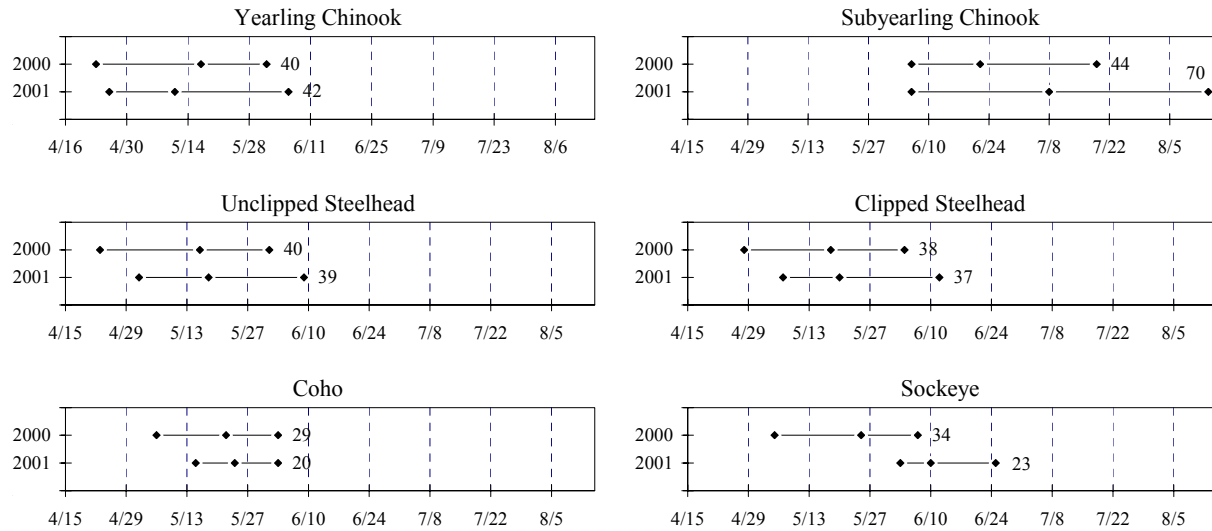 Yearling Chinook
2000
40
2001
42
4/16 4/30 5/14 5/28 6/11 6/25 7/9 7/23 8/6
Subyearling Chinook
44
70
4/15 4/29 5/13 5/27 6/10 6/24 7/8 7/22 8/5
Unclipped Steelhead
2000
40
2001
39
4/15 4/29 5/13 5/27 6/10 6/24 7/8 7/22 8/5
Clipped Steelhead
2000
38
2001
37
4/15 4/29 5/13 5/27 6/10 6/24 7/8 7/22 8/5
Coho
2000
29
2001
20
4/15 4/29 5/13 5/27 6/10 6/24 7/8 7/22 8/5
Sockeye
2000
34
2001
23
4/15 4/29 5/13 5/27 6/10 6/24 7/8 7/22 8/5